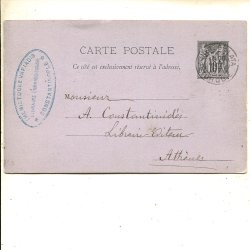 CARTE POSTALE
Ce côté est exclusivement réservé à l'adresse.
Monsieur
A. Constantinidès
Libraire-Editeur
Athènes